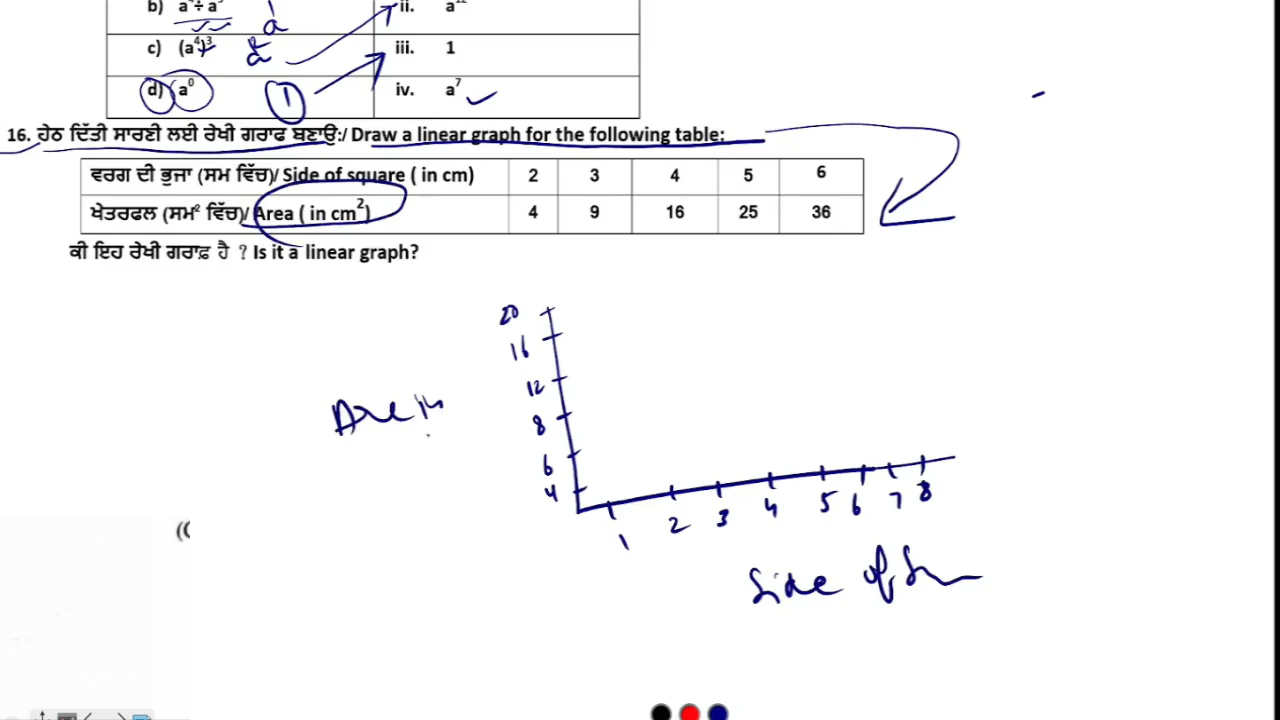 b) a ÷ a ii. a¹²
c) (a⁴)³ iii. 1
d) a⁰ 1 iv. a⁷
16. ਹੇਠ ਦਿੱਤੀ ਸਾਰਣੀ ਲਈ ਰੇਖੀ ਗਰਾਫ ਬਣਾਉ:/ Draw a linear graph for the following table:
ਵਰਗ ਦੀ ਭੁਜਾ (ਸਮ ਵਿੱਚ)/ Side of square ( in cm) 2 3 4 5 6
ਖੇਤਰਫਲ (ਸਮ² ਵਿੱਚ)/ Area ( in cm²) 4 9 16 25 36
ਕੀ ਇਹ ਰੇਖੀ ਗਰਾਫ਼ ਹੈ ? Is it a linear graph?
20
16
12
8
6
4
1 2 3 4 5 6 7 8
Side of